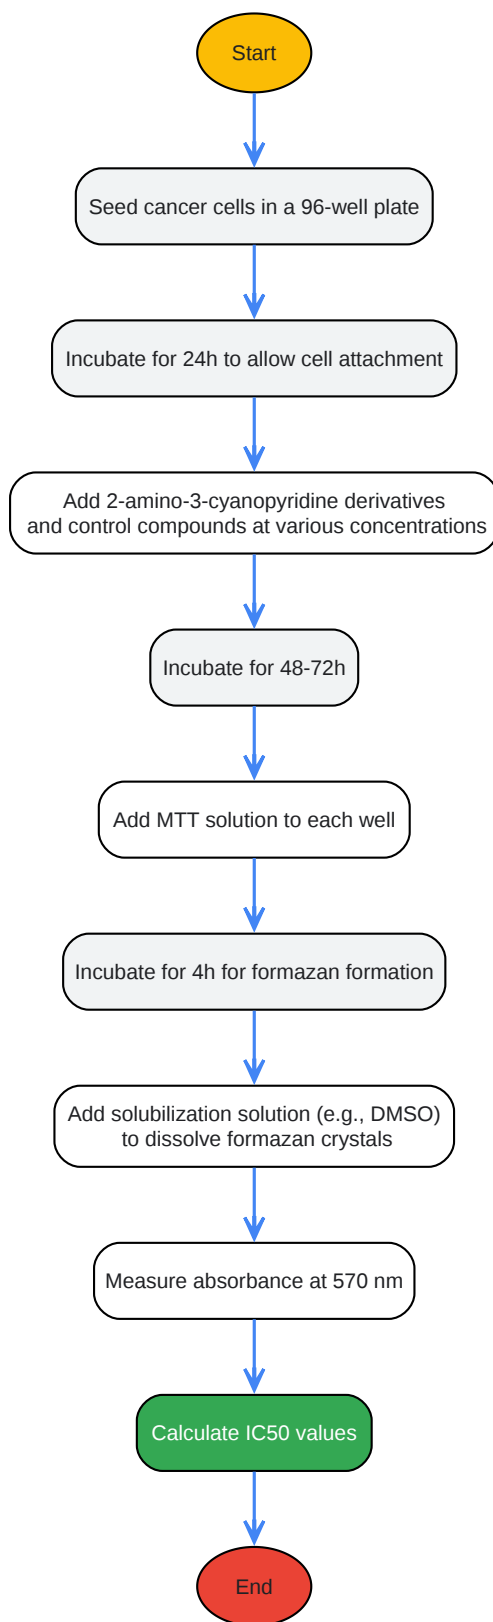 Start
Seed cancer cells in a 96-well plate
Incubate for 24h to allow cell attachment
Add 2-amino-3-cyanopyridine derivatives
and control compounds at various concentrations
Incubate for 48-72h
Add MTT solution to each well
Incubate for 4h for formazan formation
Add solubilization solution (e.g., DMSO)
to dissolve formazan crystals
Measure absorbance at 570 nm
Calculate IC50 values
End